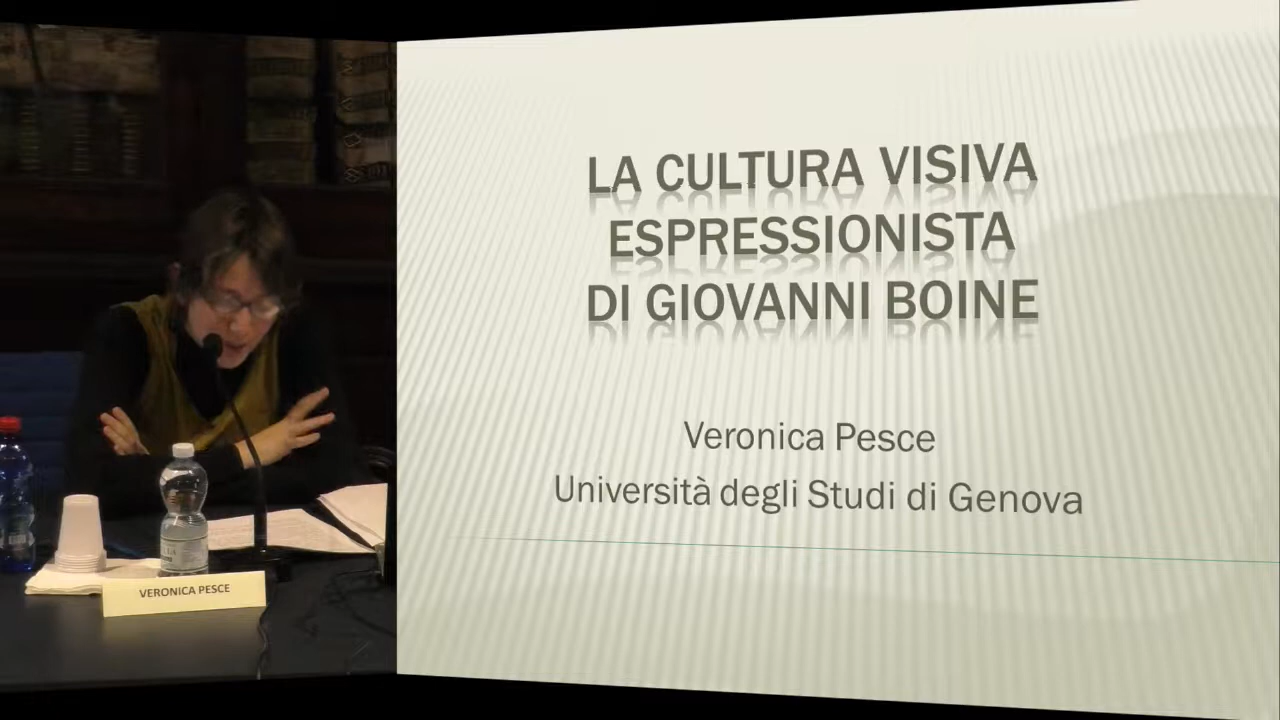 LA CULTURA VISIVA
ESPRESSIONISTA
DI GIOVANNI BOINE
Veronica Pesce
Università degli Studi di Genova
VERONICA PESCE